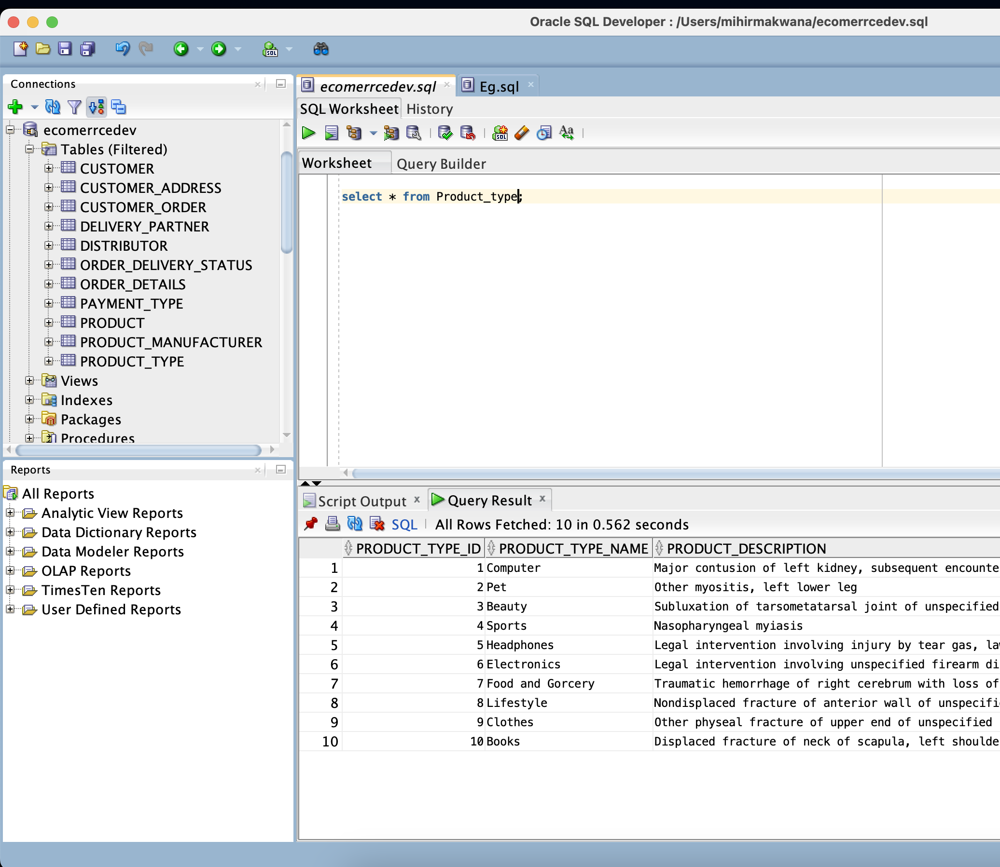 Oracle SQL Developer : /Users/mihirmakwana/ecomerrcedev.sql
SQL
Connections
ecomerrcedev
Tables (Filtered)
CUSTOMER
CUSTOMER_ADDRESS
CUSTOMER_ORDER
DELIVERY_PARTNER
DISTRIBUTOR
ORDER_DELIVERY_STATUS
ORDER_DETAILS
PAYMENT_TYPE
PRODUCT
PRODUCT_MANUFACTURER
PRODUCT_TYPE
Views
Indexes
Packages
Procedures
Reports
All Reports
Analytic View Reports
Data Dictionary Reports
Data Modeler Reports
OLAP Reports
TimesTen Reports
User Defined Reports
ecomerrcedev.sql Eg.sql
SQL Worksheet History
SQL Aa
Worksheet Query Builder
select * from Product_type;
Script Output Query Result
SQL All Rows Fetched: 10 in 0.562 seconds
PRODUCT_TYPE_ID PRODUCT_TYPE_NAME PRODUCT_DESCRIPTION
1 1 Computer Major contusion of left kidney, subsequent encounte
2 2 Pet Other myositis, left lower leg
3 3 Beauty Subluxation of tarsometatarsal joint of unspecified
4 4 Sports Nasopharyngeal myiasis
5 5 Headphones Legal intervention involving injury by tear gas, la
6 6 Electronics Legal intervention involving unspecified firearm di
7 7 Food and Gorcery Traumatic hemorrhage of right cerebrum with loss of
8 8 Lifestyle Nondisplaced fracture of anterior wall of unspecifi
9 9 Clothes Other physeal fracture of upper end of unspecified
10 10 Books Displaced fracture of neck of scapula, left shoulde